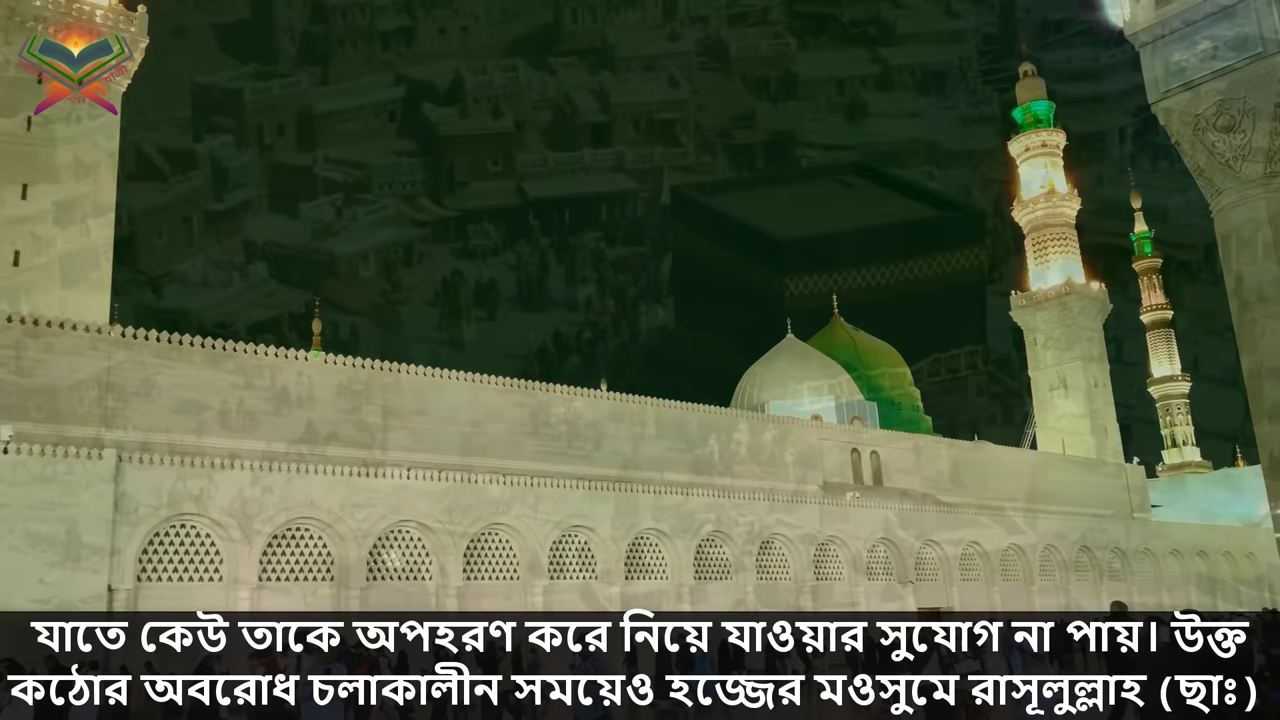 যাতে কেউ তাকে অপহরণ করে নিয়ে যাওয়ার সুযোগ না পায়। উক্ত
কঠোর অবরোধ চলাকালীন সময়েও হজ্জের মওসুমে রাসূলুল্লাহ (ছাঃ)